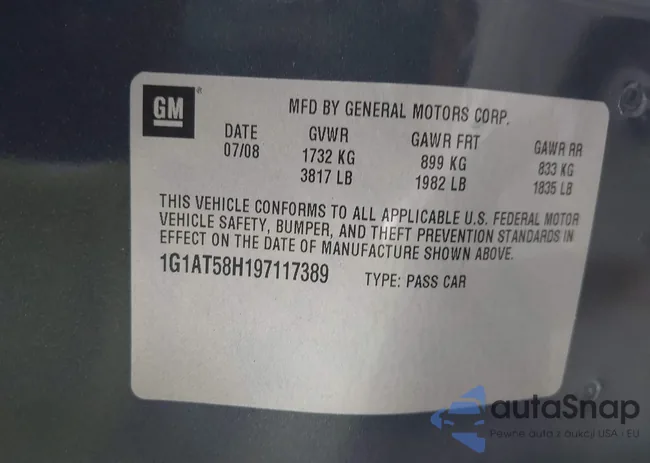 GM
MFD BY GENERAL MOTORS CORP.
DATE GVWR GAWR FRT GAWR RR
07/08 1732 KG 899 KG 833 KG
3817 LB 1982 LB 1835 LB
THIS VEHICLE CONFORMS TO ALL APPLICABLE U.S. FEDERAL MOTOR
VEHICLE SAFETY, BUMPER, AND THEFT PREVENTION STANDARDS IN
EFFECT ON THE DATE OF MANUFACTURE SHOWN ABOVE.
1G1AT58H197117389 TYPE: PASS CAR
autaSnap
Pewne auta z aukcji USA i EU